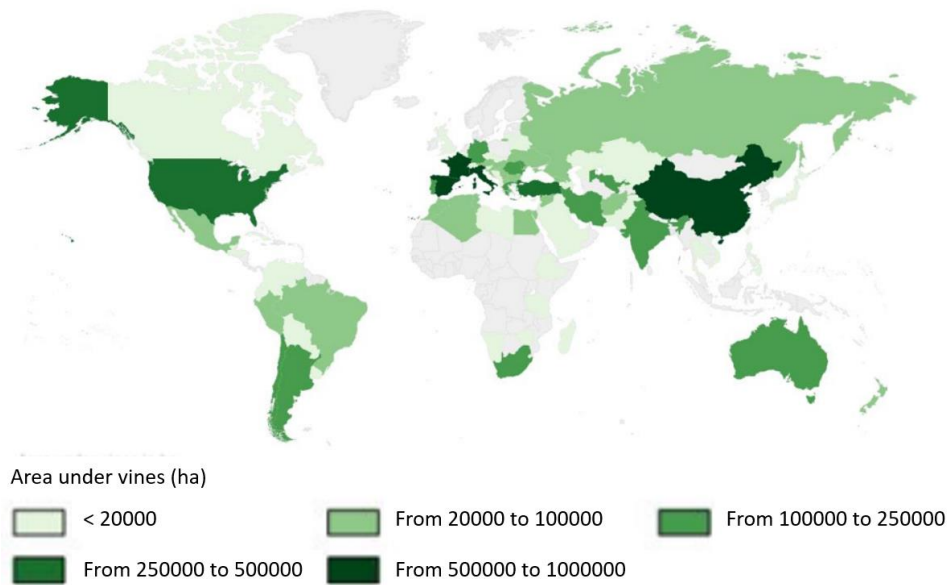 Area under vines (ha)
< 20000
From 20000 to 100000
From 100000 to 250000
From 250000 to 500000
From 500000 to 1000000